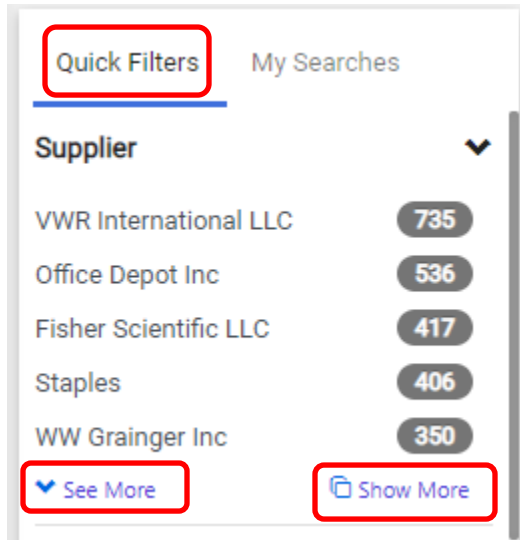 Quick Filters My Searches
Supplier
VWR International LLC 735
Office Depot Inc 536
Fisher Scientific LLC 417
Staples 406
WW Grainger Inc 350
See More Show More